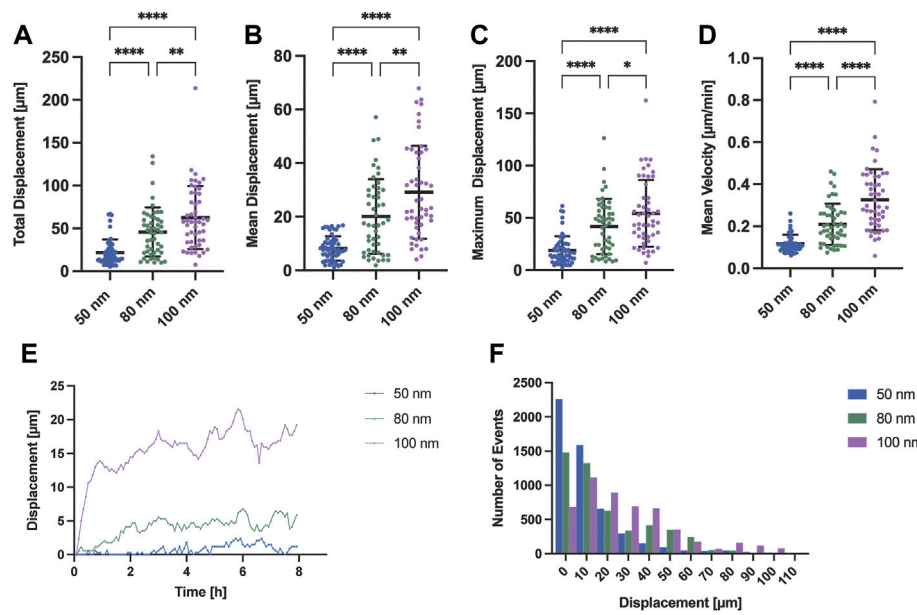 A
****
**** **
Total Displacement [µm]
250
200
150
100
50
0
50 nm
80 nm
100 nm
B
****
**** **
Mean Displacement [µm]
80
60
40
20
0
50 nm
80 nm
100 nm
C
****
**** *
Maximum Displacement [µm]
200
150
100
50
0
50 nm
80 nm
100 nm
D
****
**** ****
Mean Velocity [µm/min]
1.0
0.8
0.6
0.4
0.2
0.0
50 nm
80 nm
100 nm
E
Displacement [µm]
25
20
15
10
5
0
0 2 4 6 8
Time [h]
50 nm
80 nm
100 nm
F
Number of Events
2500
2000
1500
1000
500
0
0 10 20 30 40 50 60 70 80 90 100 110
Displacement [µm]
50 nm
80 nm
100 nm